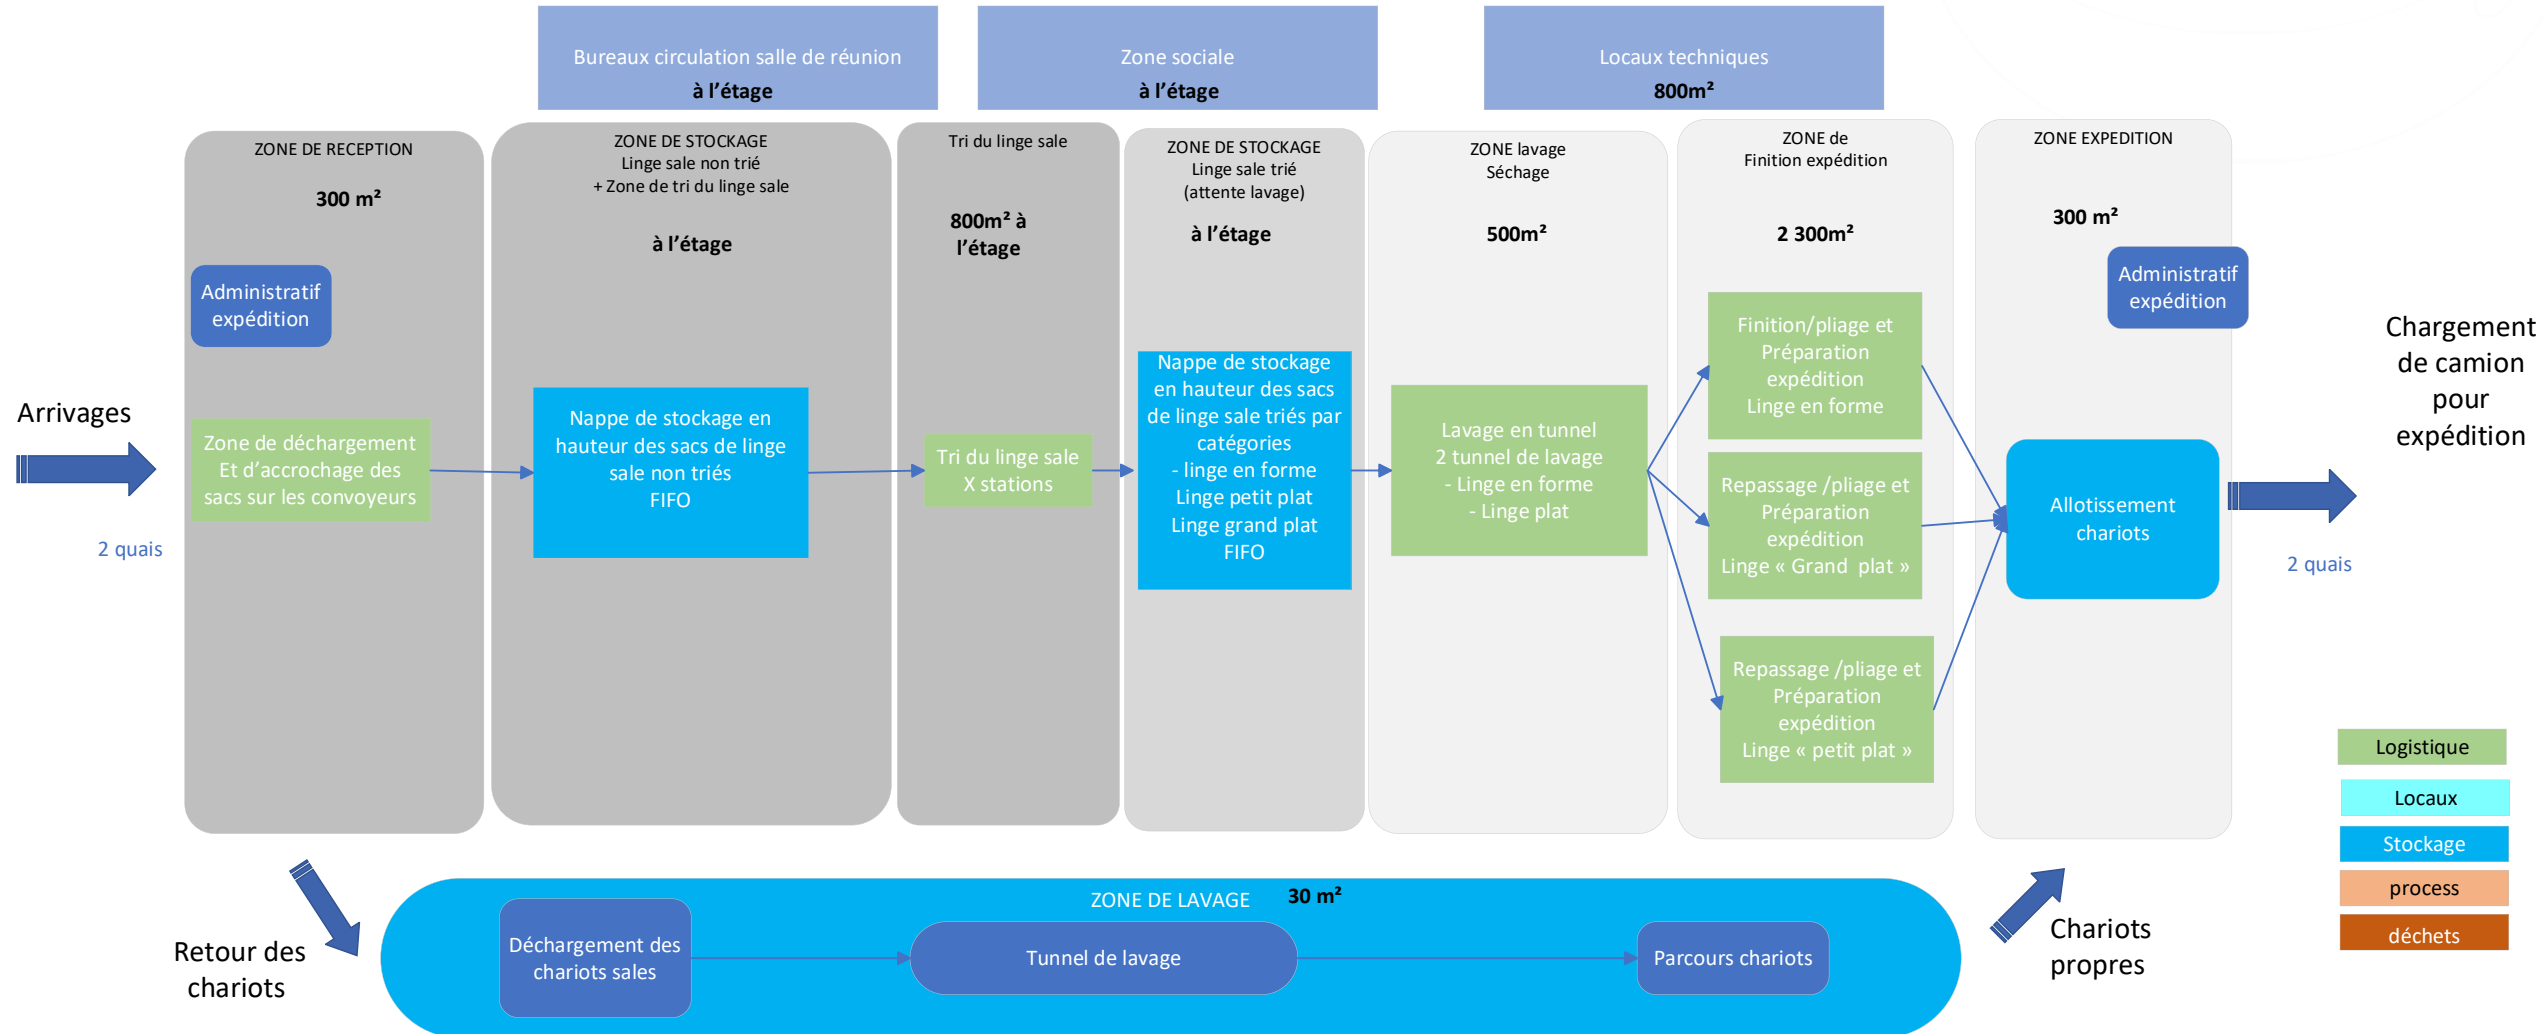 Bureaux circulation salle de réunion
à l’étage
Zone sociale
à l’étage
Locaux techniques
800m²
ZONE DE RECEPTION
300 m²
Administratif
expédition
Arrivages
2 quais
Zone de déchargement
Et d’accrochage des
sacs sur les convoyeurs
ZONE DE STOCKAGE
Linge sale non trié
+ Zone de tri du linge sale
à l’étage
Nappe de stockage en
hauteur des sacs de linge
sale non triés
FIFO
Tri du linge sale
800m² à
l’étage
Tri du linge sale
X stations
ZONE DE STOCKAGE
Linge sale trié
(attente lavage)
à l’étage
Nappe de stockage
en hauteur des sacs
de linge sale triés par
catégories
- linge en forme
Linge petit plat
Linge grand plat
FIFO
ZONE lavage
Séchage
500m²
Lavage en tunnel
2 tunnel de lavage
- Linge en forme
- Linge plat
ZONE de
Finition expédition
2 300m²
Finition/pliage et
Préparation
expédition
Linge en forme
Repassage /pliage et
Préparation
expédition
Linge « Grand plat »
Repassage /pliage et
Préparation
expédition
Linge « petit plat »
ZONE EXPEDITION
300 m²
Administratif
expédition
Allotissement
chariots
Chargement
de camion
pour
expédition
2 quais
Retour des
chariots
ZONE DE LAVAGE 30 m²
Déchargement des
chariots sales
Tunnel de lavage
Parcours chariots
Chariots
propres
Logistique
Locaux
Stockage
process
déchets